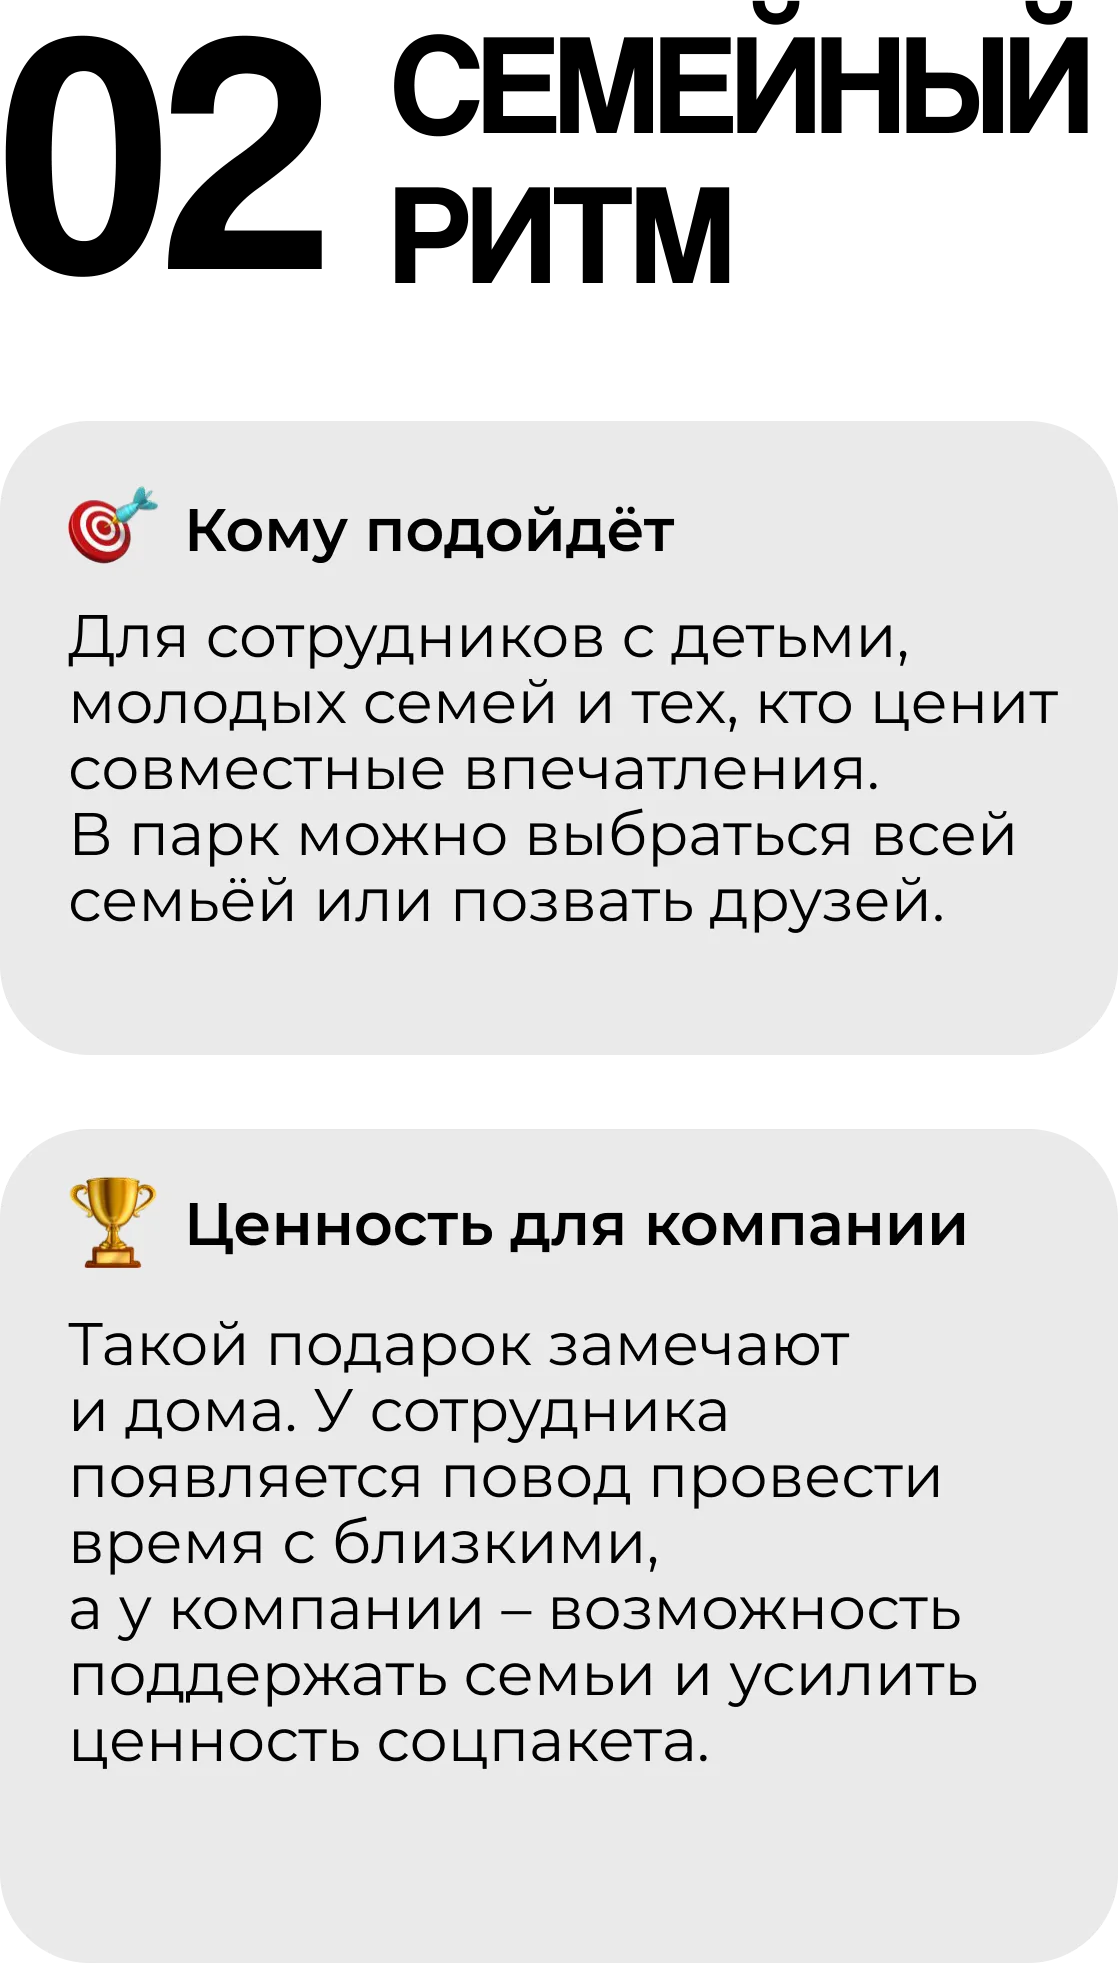 02 СЕМЕЙНЫЙ
РИТМ
Кому подойдёт
Для сотрудников с детьми,
молодых семей и тех, кто ценит
совместные впечатления.
В парк можно выбраться всей
семьёй или позвать друзей.
Ценность для компании
Такой подарок замечают
и дома. У сотрудника
появляется повод провести
время с близкими,
а у компании – возможность
поддержать семьи и усилить
ценность соцпакета.